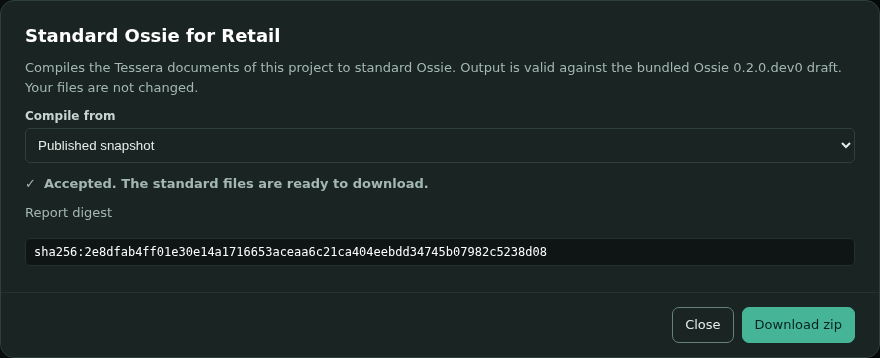 Standard Ossie for Retail
Compiles the Tessera documents of this project to standard Ossie. Output is valid against the bundled Ossie 0.2.0.dev0 draft.
Your files are not changed.
Compile from
Published snapshot
✓ Accepted. The standard files are ready to download.
Report digest
sha256:2e8dfab4ff01e30e14a1716653aceaa6c21ca404eebdd34745b07982c5238d08
Close
Download zip